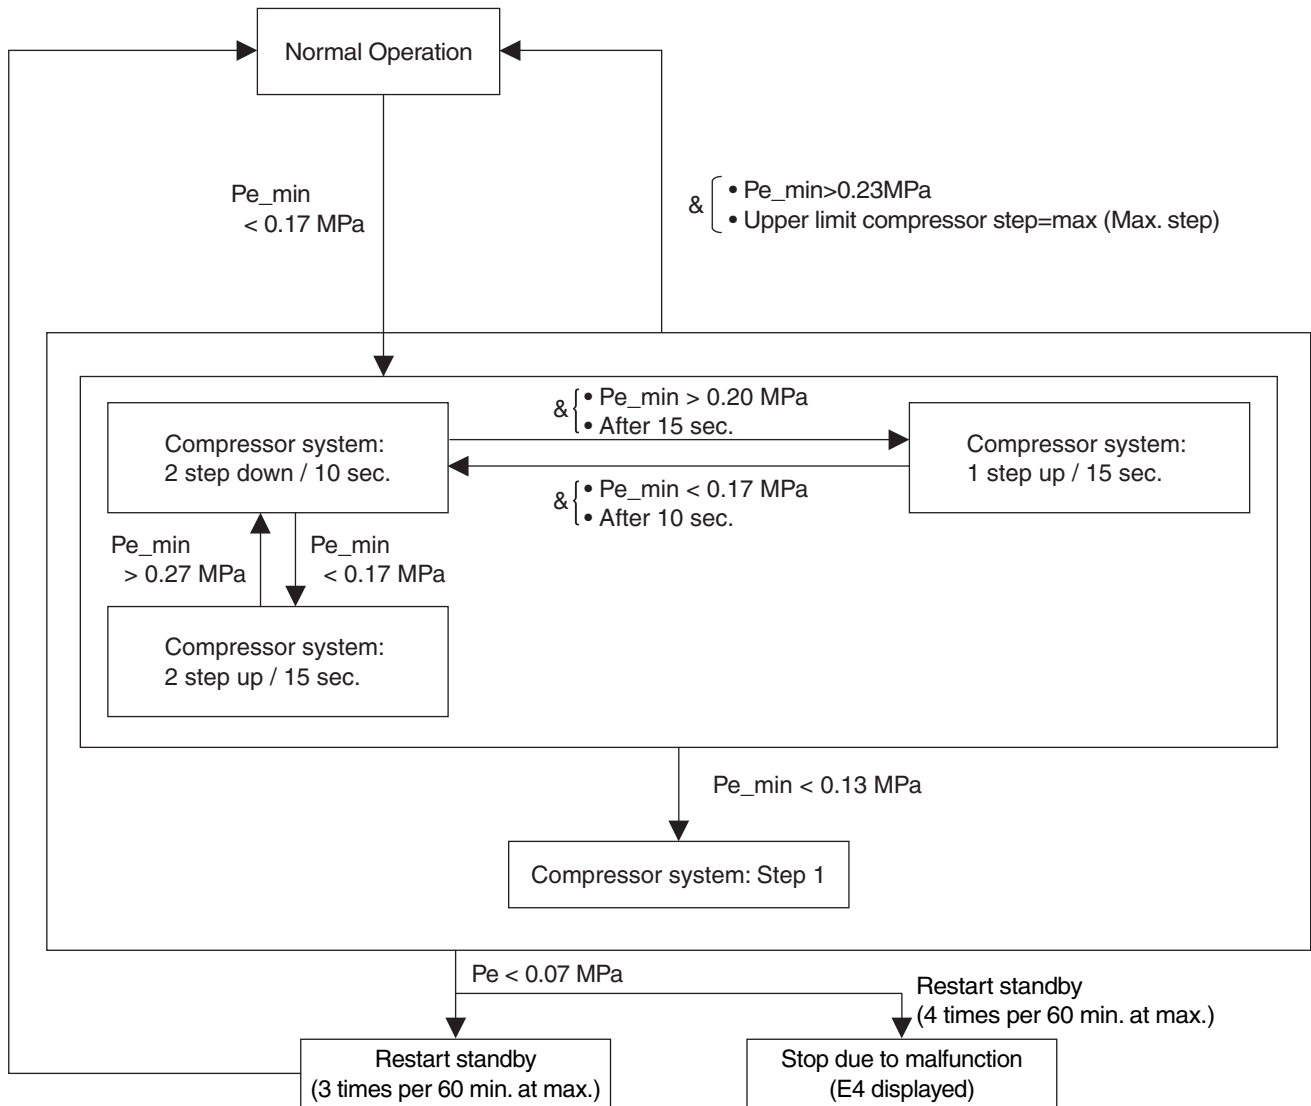 Normal Operation
Pe_min
< 0.17 MPa
&
• Pe_min>0.23MPa
• Upper limit compressor step=max (Max. step)
Compressor system:
2 step down / 10 sec.
&
• Pe_min > 0.20 MPa
• After 15 sec.
Compressor system:
1 step up / 15 sec.
&
• Pe_min < 0.17 MPa
• After 10 sec.
Pe_min
> 0.27 MPa
Pe_min
< 0.17 MPa
Compressor system:
2 step up / 15 sec.
Pe_min < 0.13 MPa
Compressor system: Step 1
Pe < 0.07 MPa
Restart standby
(4 times per 60 min. at max.)
Restart standby
(3 times per 60 min. at max.)
Stop due to malfunction
(E4 displayed)